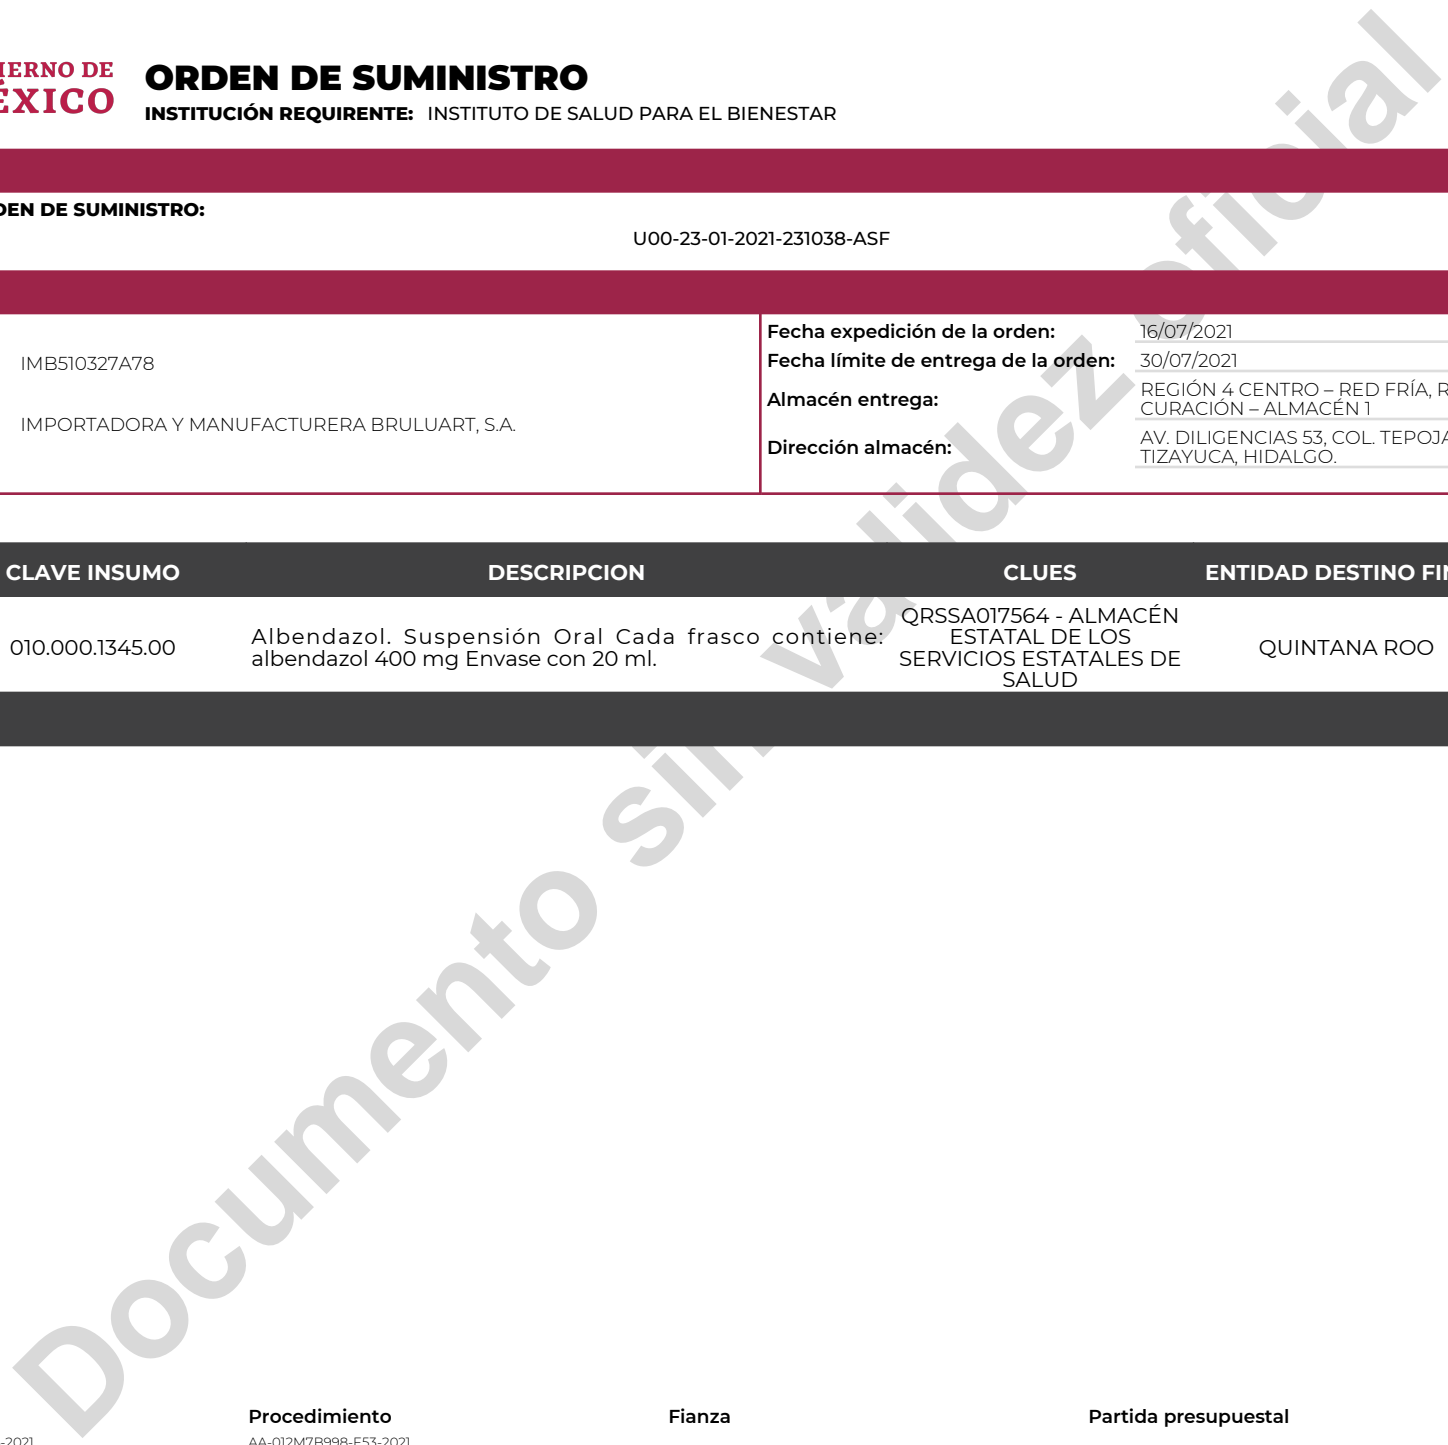 ORDEN DE SUMINISTRO
INSTITUCIÓN REQUIRENTE: INSTITUTO DE SALUD PARA EL BIENESTAR
DE
DE SUMINISTRO:
U00-23-01-2021-231038-ASF
IMB510327A78
IMPORTADORA Y MANUFACTURERA BRULUART, S.A.
Fecha expedición de la orden: 16/07/2021
Fecha límite de entrega de la orden: 30/07/2021
Almacén entrega: REGIÓN 4 CENTRO – RED FRÍA,
CURACIÓN – ALMACÉN 1
Dirección almacén: AV. DILIGENCIAS 53, COL.
TIZAYUCA, HIDALGO.
CLAVE INSUMO DESCRIPCION CLUES ENTIDAD DESTINO
010.000.1345.00
Albendazol. Suspensión Oral Cada frasco contiene:
albendazol 400 mg Envase con 20 ml.
QRSSA017564 - ALMACÉN
ESTATAL DE LOS
SERVICIOS ESTATALES DE
SALUD
QUINTANA ROO
Documento sin validez oficial
Procedimiento Fianza Partida presupuestal